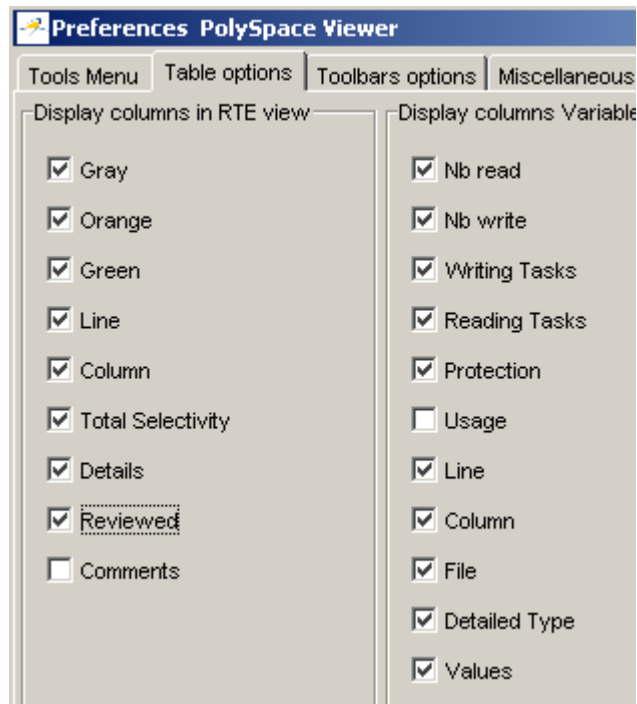 Preferences PolySpace Viewer
Tools Menu Table options Toolbars options Miscellaneous
Display columns in RTE view
Gray
Orange
Green
Line
Column
Total Selectivity
Details
Reviewed
Comments
Display columns Variable
Nb read
Nb write
Writing Tasks
Reading Tasks
Protection
Usage
Line
Column
File
Detailed Type
Values